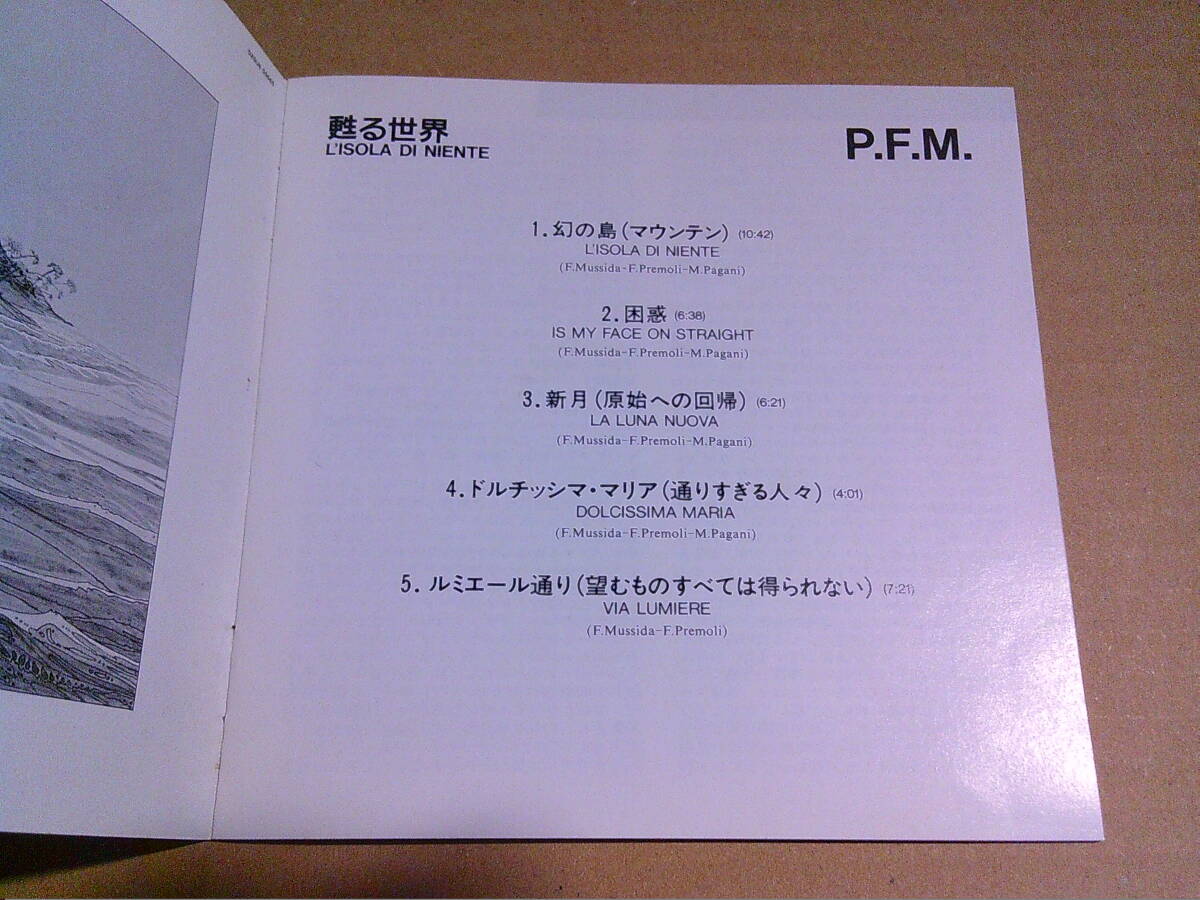 甦る世界
L'ISOLA DI NIENTE
P.F.M.
1. 幻の島(マウンテン) (10:42)
L'ISOLA DI NIENTE
(F.Mussida-F.Premoli-M.Pagani)
2. 困惑 (6:38)
IS MY FACE ON STRAIGHT
(F.Mussida-F.Premoli-M.Pagani)
3. 新月(原始への回帰) (6:21)
LA LUNA NUOVA
(F.Mussida-F.Premoli-M.Pagani)
4. ドルチッシマ・マリア(通りすぎる人々) (4:01)
DOLCISSIMA MARIA
(F.Mussida-F.Premoli-M.Pagani)
5. ルミエール通り(望むものすべては得られない) (7:21)
VIA LUMIERE
(F.Mussida-F.Premoli)